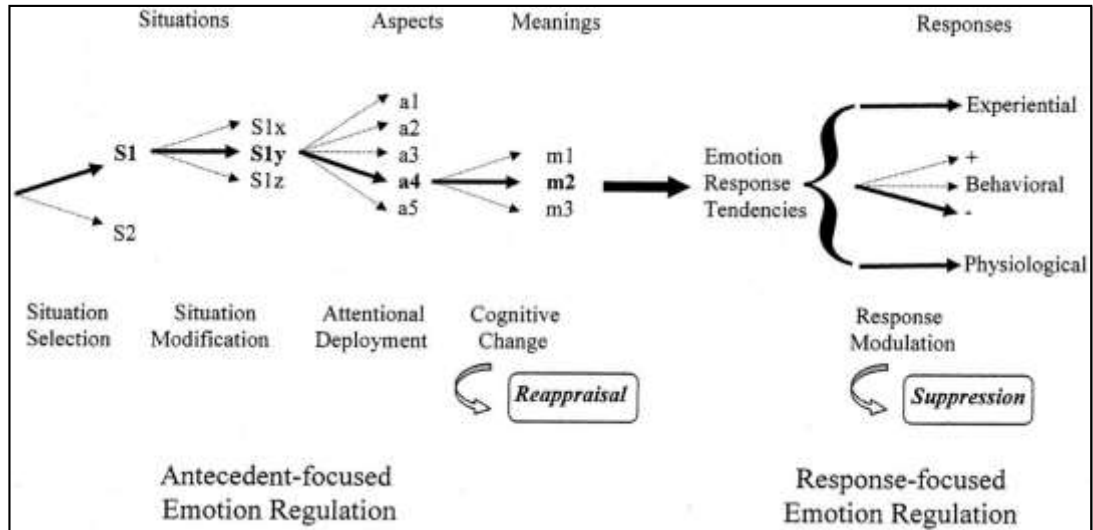 Situations
Aspects
Meanings
Responses
S1
S2
S1x
S1y
S1z
a1
a2
a3
a4
a5
m1
m2
m3
Emotion
Response
Tendencies
Experiential
+
Behavioral
-
Physiological
Situation
Selection
Situation
Modification
Attentional
Deployment
Cognitive
Change
Reappraisal
Response
Modulation
Suppression
Antecedent-focused
Emotion Regulation
Response-focused
Emotion Regulation